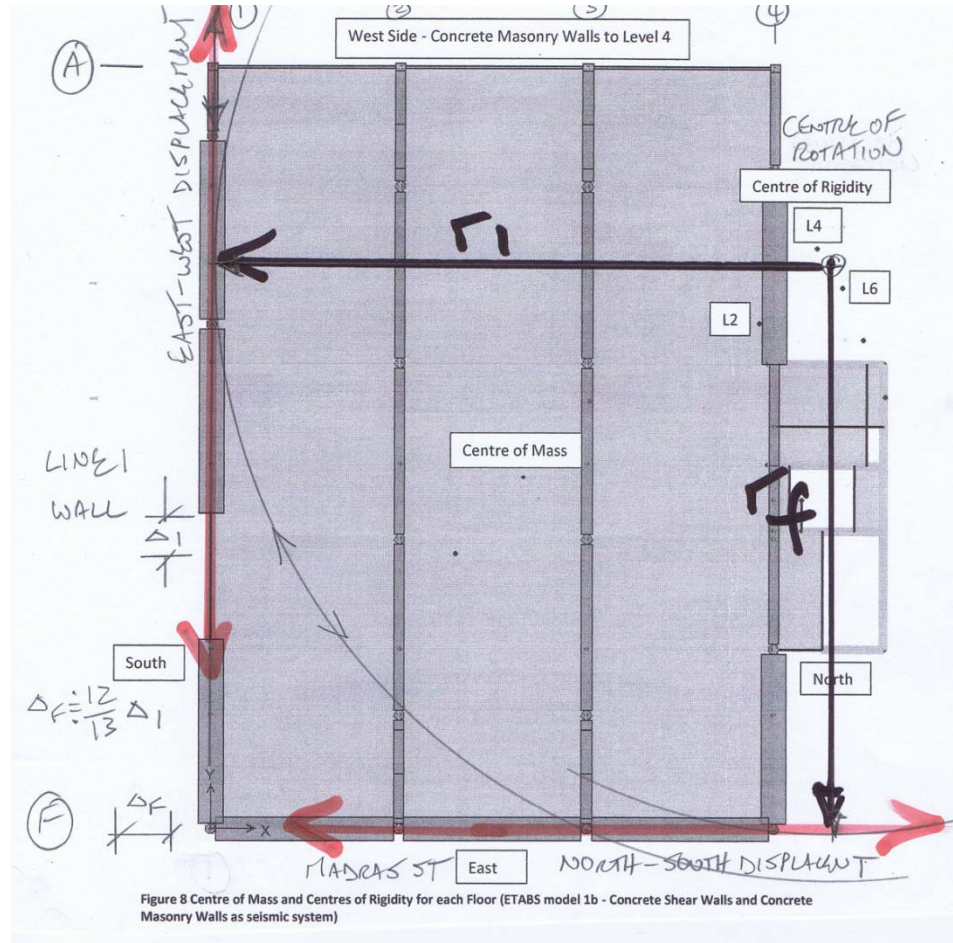 1
2
3
4
West Side - Concrete Masonry Walls to Level 4
A
EAST-WEST DISPLACEMENT
CENTRE OF
ROTATION
Centre of Rigidity
L4
L6
L2
r1
Centre of Mass
LINE 1
WALL
Δ1
rf
South
North
ΔF ≑ 12/13 Δ1
Y
X
F
ΔF
MADRAS ST
East
NORTH-SOUTH DISPLACMENT
Figure 8 Centre of Mass and Centres of Rigidity for each Floor (ETABS model 1b - Concrete Shear Walls and Concrete
Masonry Walls as seismic system)